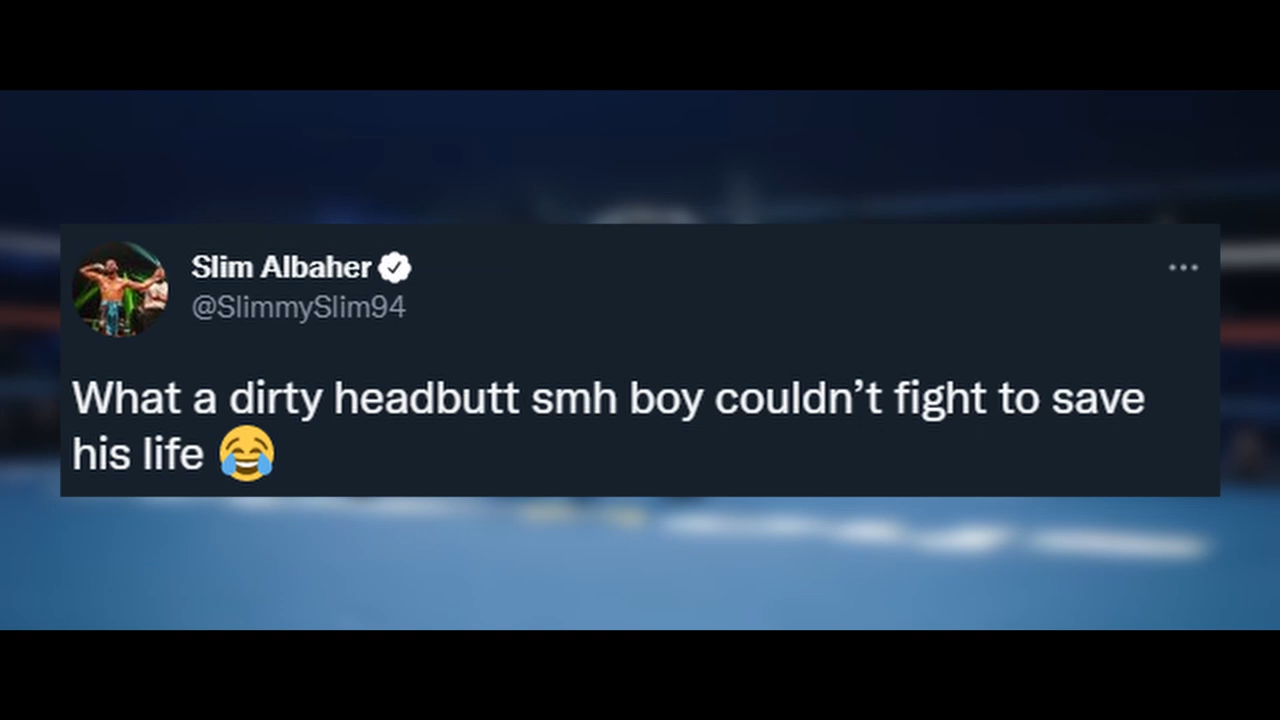 Slim Albaher
@SlimmySlim94
What a dirty headbutt smh boy couldn’t fight to save
his life 😂